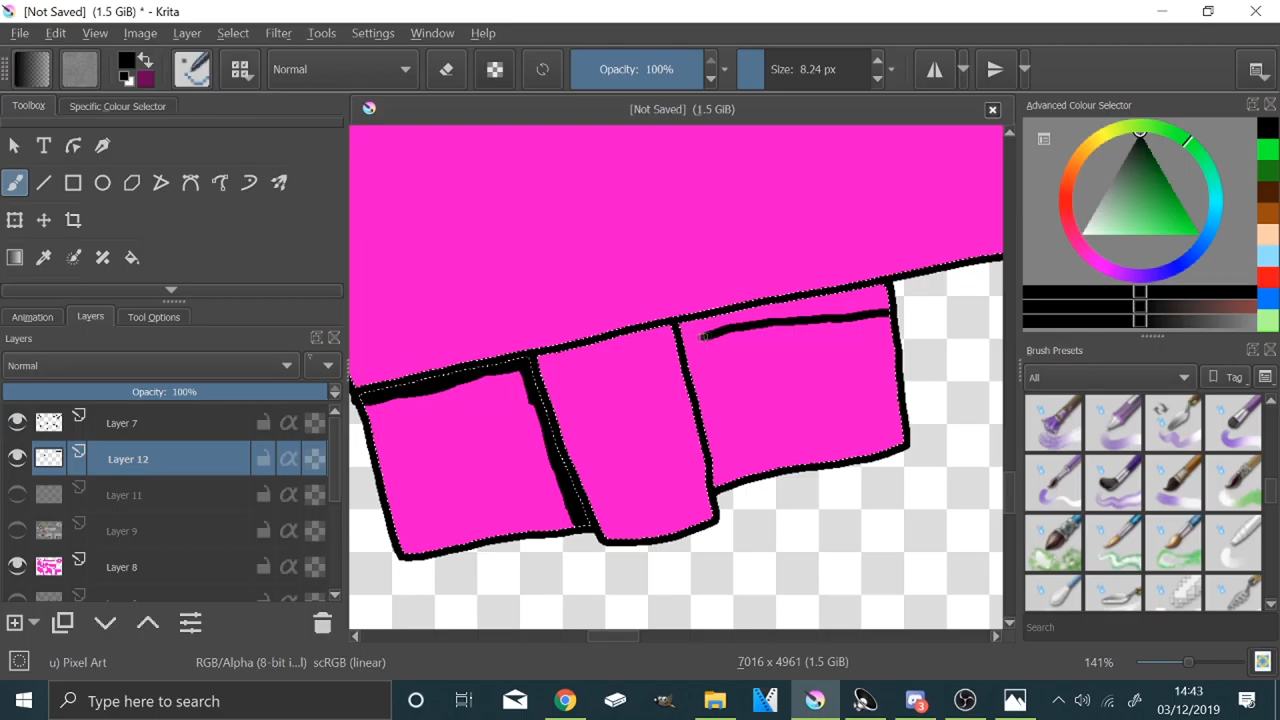 [Not Saved] (1.5 GiB) * - Krita
File Edit View Image Layer Select Filter Tools Settings Window Help
Normal
Opacity: 100%
Size: 8.24 px
Toolbox
Specific Colour Selector
[Not Saved] (1.5 GiB)
Advanced Colour Selector
Animation
Layers
Tool Options
Layers
Normal
Opacity: 100%
Layer 7
Layer 12
Layer 11
Layer 9
Layer 8
Brush Presets
All
Tag
Search
u) Pixel Art
RGB/Alpha (8-bit i...l) scRGB (linear)
7016 x 4961 (1.5 GiB)
141%
Type here to search
3
14:43
03/12/2019